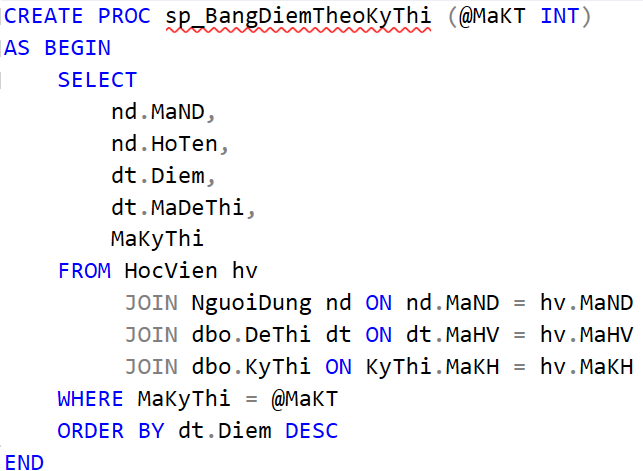 CREATE PROC sp_BangDiemTheoKyThi (@MaKT INT)
AS BEGIN
    SELECT
        nd.MaND,
        nd.HoTen,
        dt.Diem,
        dt.MaDeThi,
        MaKyThi
    FROM HocVien hv
         JOIN NguoiDung nd ON nd.MaND = hv.MaND
         JOIN dbo.DeThi dt ON dt.MaHV = hv.MaHV
         JOIN dbo.KyThi ON KyThi.MaKH = hv.MaKH
    WHERE MaKyThi = @MaKT
    ORDER BY dt.Diem DESC
END